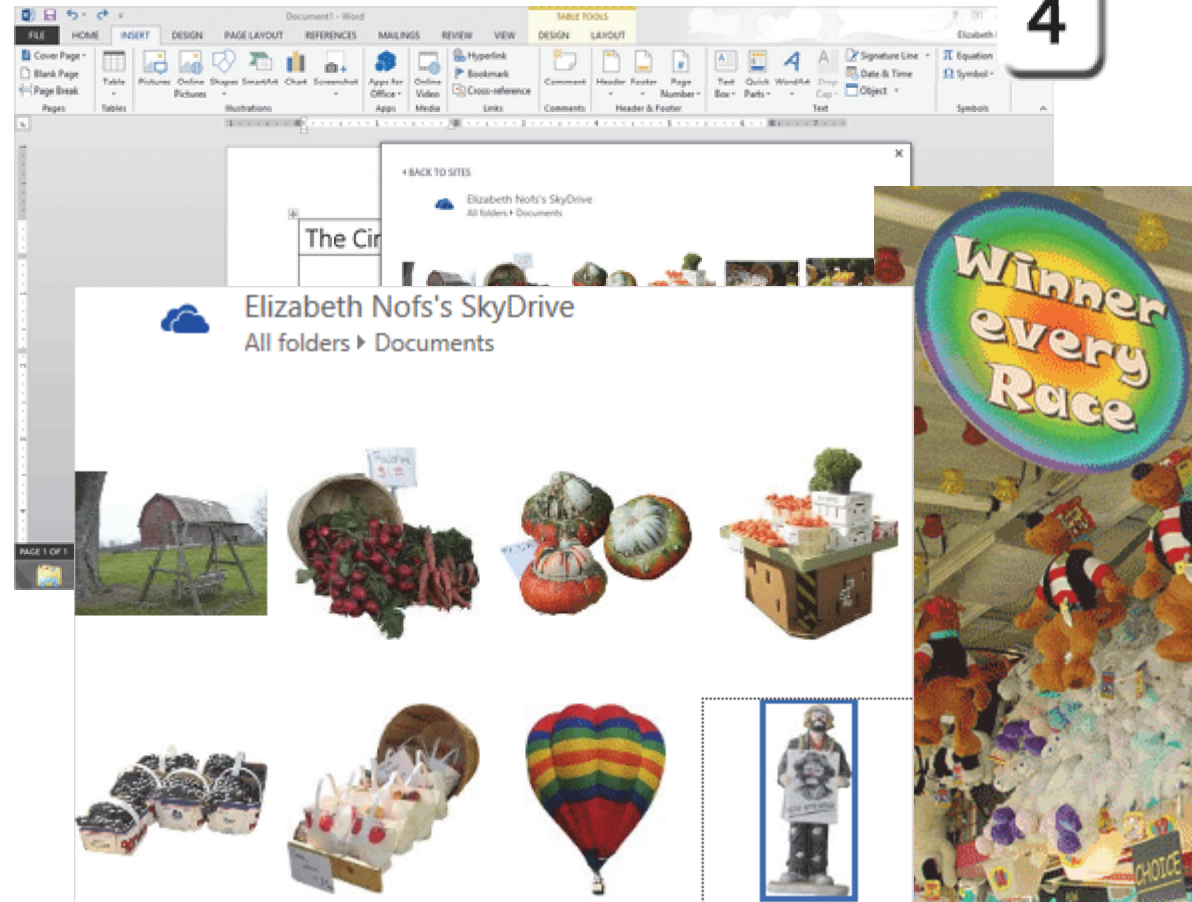 Document1 - Word
TABLE TOOLS
4
FILE HOME INSERT DESIGN PAGE LAYOUT REFERENCES MAILINGS REVIEW VIEW DESIGN LAYOUT
Elizabeth
Cover Page
Blank Page
Page Break
Pages
Table
Tables
Pictures
Online Pictures
Shapes
SmartArt
Chart
Screenshot
Illustrations
Apps for Office
Apps
Online Video
Media
Hyperlink
Bookmark
Cross-reference
Links
Comment
Comments
Header
Footer
Page Number
Header & Footer
Text Box
Quick Parts
WordArt
Drop Cap
Signature Line
Date & Time
Object
Text
Equation
Symbol
Symbols
BACK TO SITES
Elizabeth Nofs's SkyDrive
All folders Documents
The Cir
Elizabeth Nofs's SkyDrive
All folders Documents
PAGE 1 OF 1
Winner
every
Race
CHOICE